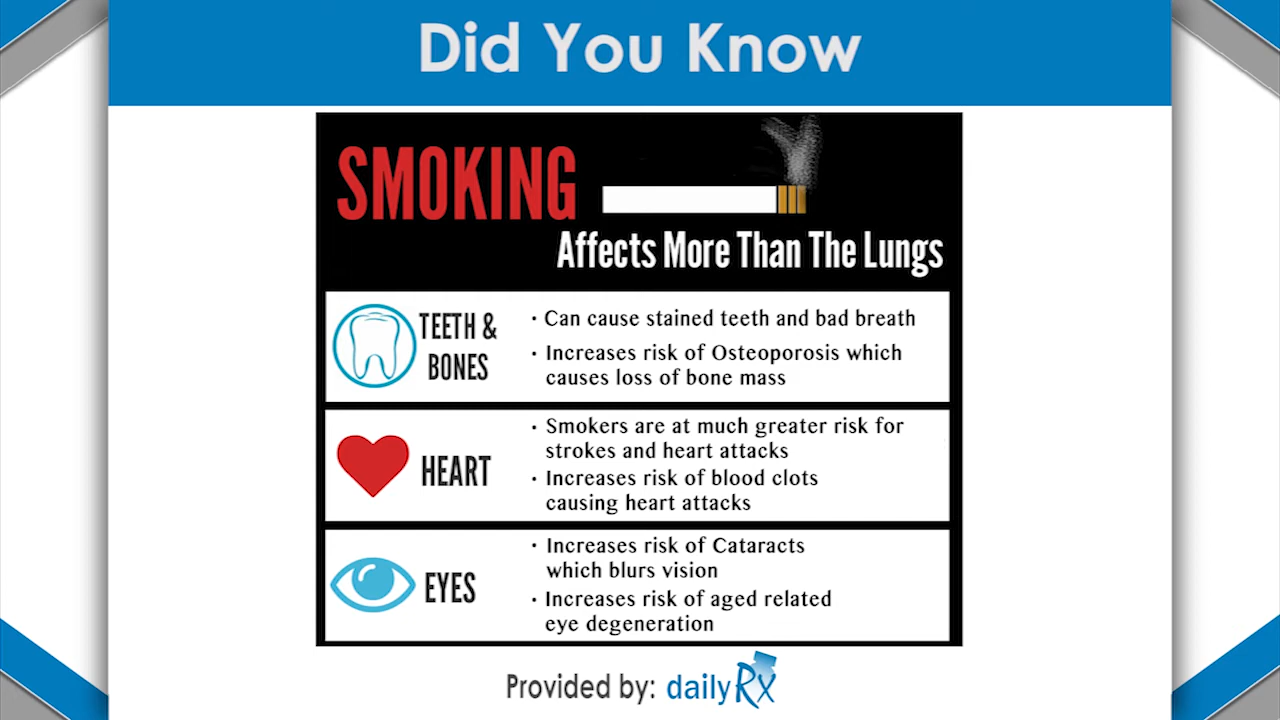 Did You Know
SMOKING
Affects More Than The Lungs
TEETH &
BONES
• Can cause stained teeth and bad breath
• Increases risk of Osteoporosis which
causes loss of bone mass
HEART
• Smokers are at much greater risk for
strokes and heart attacks
• Increases risk of blood clots
causing heart attacks
EYES
• Increases risk of Cataracts
which blurs vision
• Increases risk of aged related
eye degeneration
Provided by: dailyRx